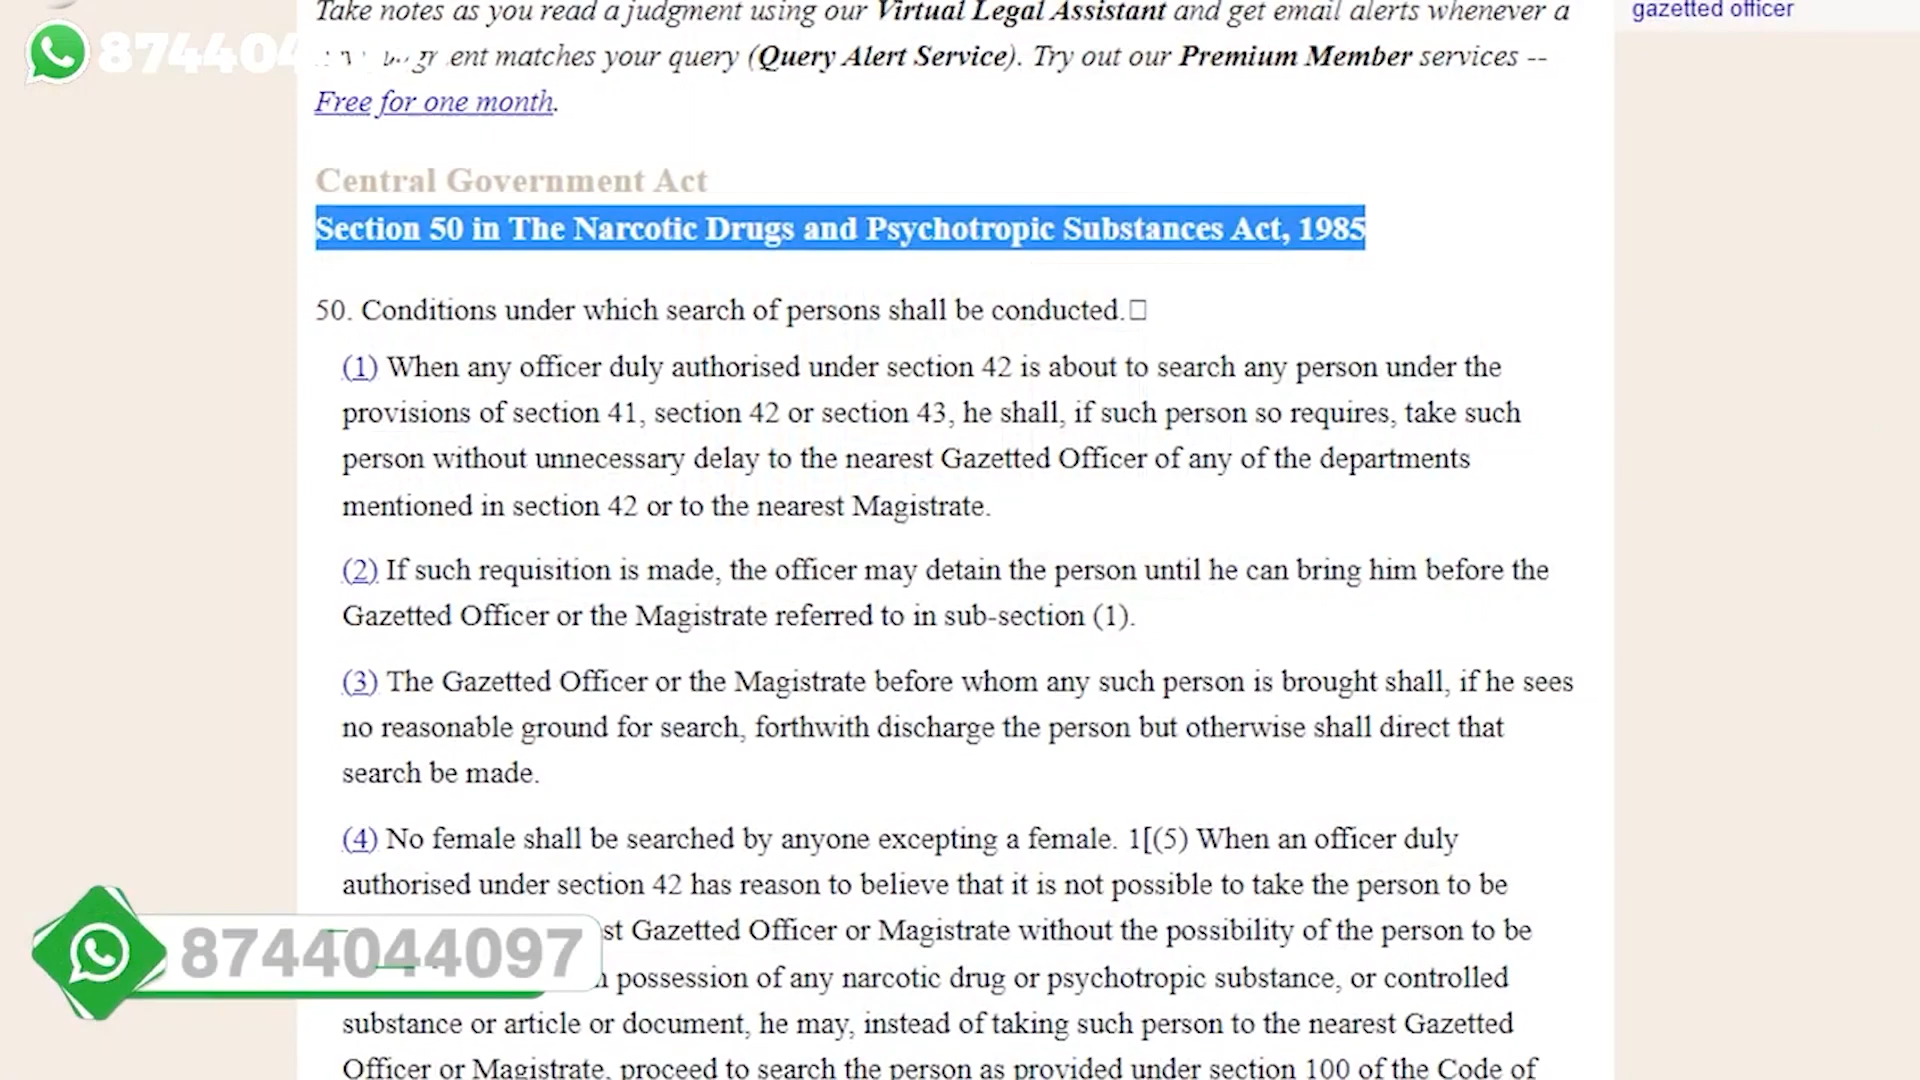 Take notes as you read a judgment using our Virtual Legal Assistant and get email alerts whenever a
gazetted officer
874404
ent matches your query (Query Alert Service). Try out our Premium Member services --
Free for one month.
Central Government Act
Section 50 in The Narcotic Drugs and Psychotropic Substances Act, 1985
50. Conditions under which search of persons shall be conducted.□
(1) When any officer duly authorised under section 42 is about to search any person under the
provisions of section 41, section 42 or section 43, he shall, if such person so requires, take such
person without unnecessary delay to the nearest Gazetted Officer of any of the departments
mentioned in section 42 or to the nearest Magistrate.
(2) If such requisition is made, the officer may detain the person until he can bring him before the
Gazetted Officer or the Magistrate referred to in sub-section (1).
(3) The Gazetted Officer or the Magistrate before whom any such person is brought shall, if he sees
no reasonable ground for search, forthwith discharge the person but otherwise shall direct that
search be made.
(4) No female shall be searched by anyone excepting a female. 1[(5) When an officer duly
authorised under section 42 has reason to believe that it is not possible to take the person to be
st Gazetted Officer or Magistrate without the possibility of the person to be
8744044097
possession of any narcotic drug or psychotropic substance, or controlled
substance or article or document, he may, instead of taking such person to the nearest Gazetted
Officer or Magistrate, proceed to search the person as provided under section 100 of the Code of